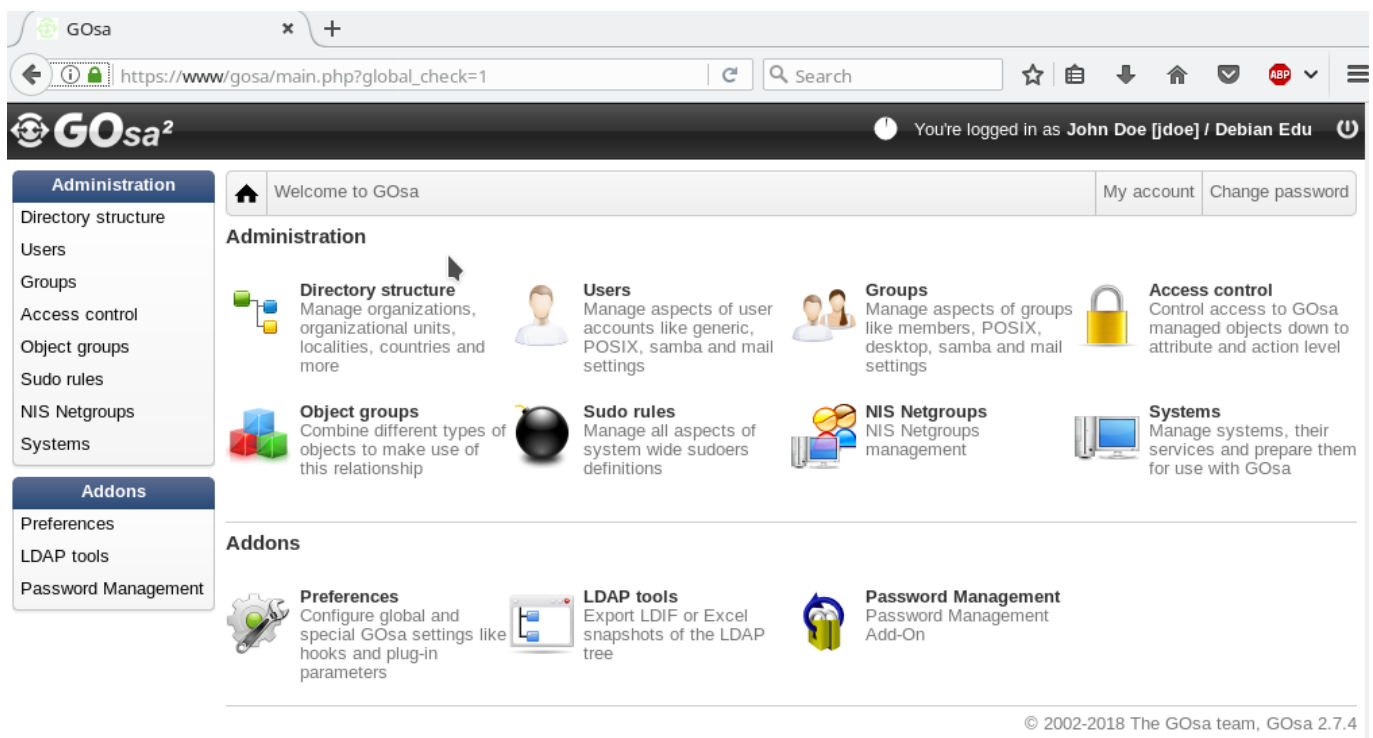 GOsa
https://www/gosa/main.php?global_check=1
Search
ABP
GOsa²
You're logged in as John Doe [jdoe] / Debian Edu
Administration
Directory structure
Users
Groups
Access control
Object groups
Sudo rules
NIS Netgroups
Systems
Addons
Preferences
LDAP tools
Password Management
Welcome to GOsa
My account
Change password
Administration
Directory structure
Manage organizations,
organizational units,
localities, countries and
more
Users
Manage aspects of user
accounts like generic,
POSIX, samba and mail
settings
Groups
Manage aspects of groups
like members, POSIX,
desktop, samba and mail
settings
Access control
Control access to GOsa
managed objects down to
attribute and action level
Object groups
Combine different types of
objects to make use of
this relationship
Sudo rules
Manage all aspects of
system wide sudoers
definitions
NIS Netgroups
NIS Netgroups
management
Systems
Manage systems, their
services and prepare them
for use with GOsa
Addons
Preferences
Configure global and
special GOsa settings like
hooks and plug-in
parameters
LDAP tools
Export LDIF or Excel
snapshots of the LDAP
tree
Password Management
Password Management
Add-On
© 2002-2018 The GOsa team, GOsa 2.7.4